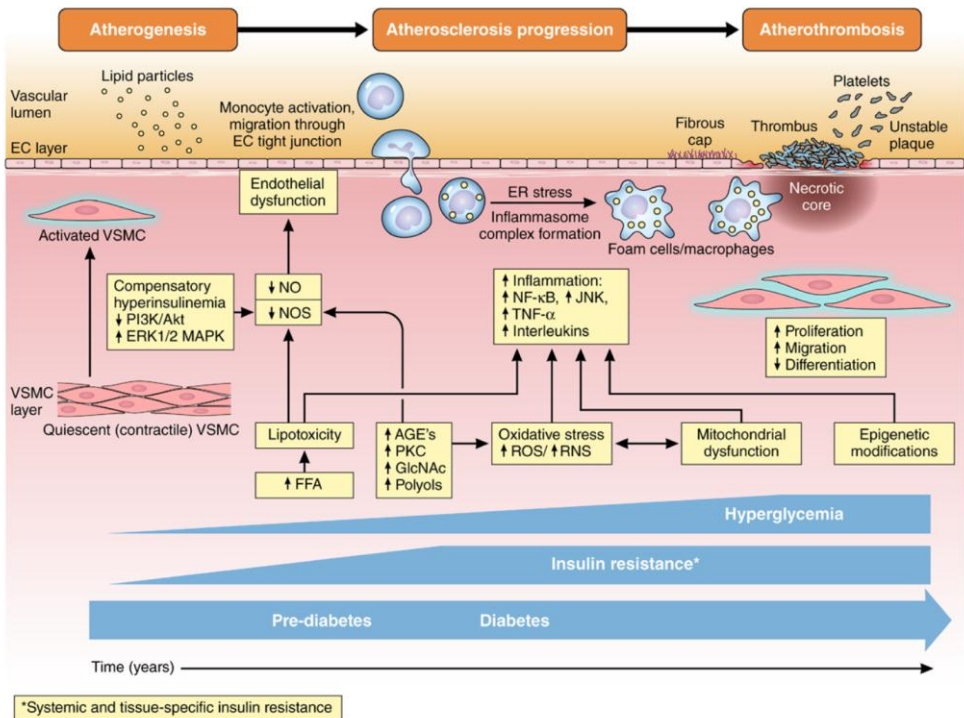 Atherogenesis
Atherosclerosis progression
Atherothrombosis
Lipid particles
Vascular
lumen
EC layer
Monocyte activation,
migration through
EC tight junction
Fibrous
cap
Platelets
Thrombus
Unstable
plaque
Endothelial
dysfunction
ER stress
Inflammasome
complex formation
Foam cells/macrophages
Necrotic
core
Activated VSMC
Compensatory
hyperinsulinemia
↓ PI3K/Akt
↑ ERK1/2 MAPK
↓ NO
↓ NOS
↑ Inflammation:
↑ NF-κB, ↑ JNK,
↑ TNF-α
↑ Interleukins
↑ Proliferation
↑ Migration
↓ Differentiation
VSMC
layer
Quiescent (contractile) VSMC
Lipotoxicity
↑ FFA
↑ AGE's
↑ PKC
↑ GlcNAc
↑ Polyols
Oxidative stress
↑ ROS/ ↑ RNS
Mitochondrial
dysfunction
Epigenetic
modifications
Hyperglycemia
Insulin resistance*
Pre-diabetes
Diabetes
Time (years)
*Systemic and tissue-specific insulin resistance